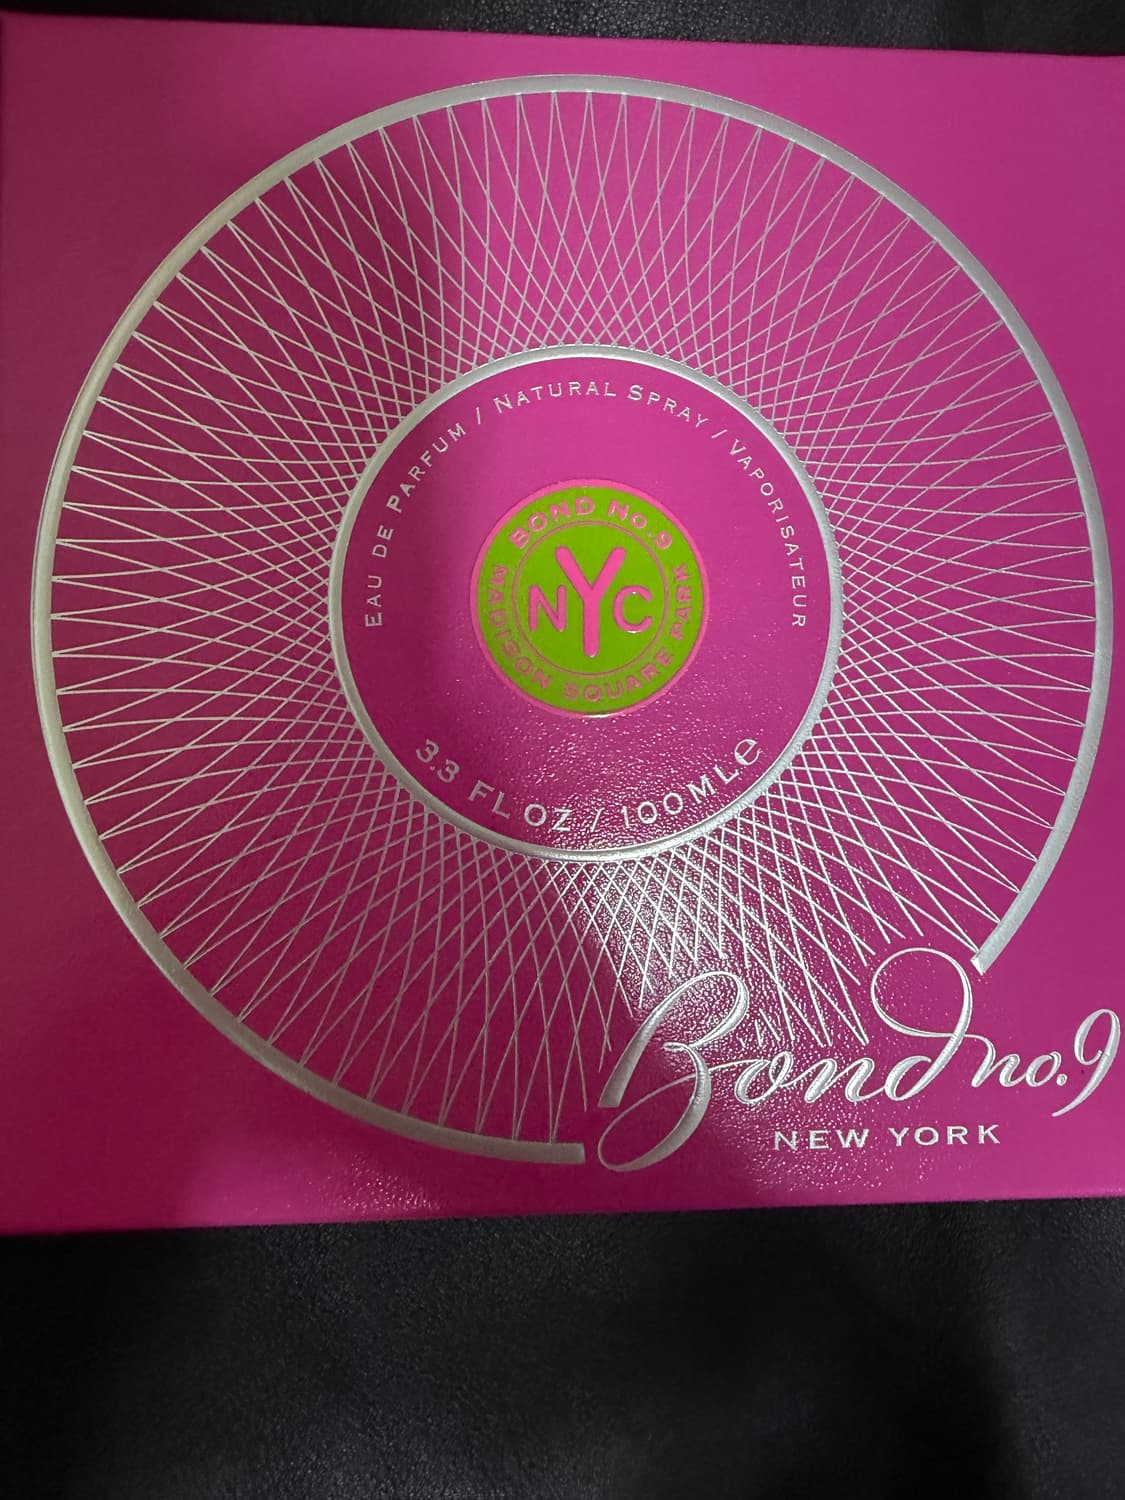 EAU DE PARFUM / NATURAL SPRAY / VAPORISATEUR
BOND NO.9
NYC
MADISON SQUARE PARK
3.3 FL OZ / 100ML e
Bond no.9
NEW YORK